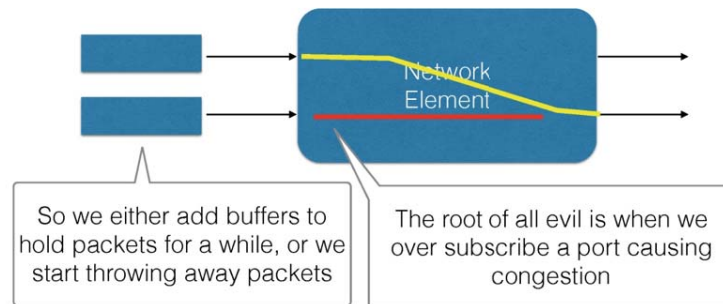 Network
Element
So we either add buffers to
hold packets for a while, or we
start throwing away packets
The root of all evil is when we
over subscribe a port causing
congestion